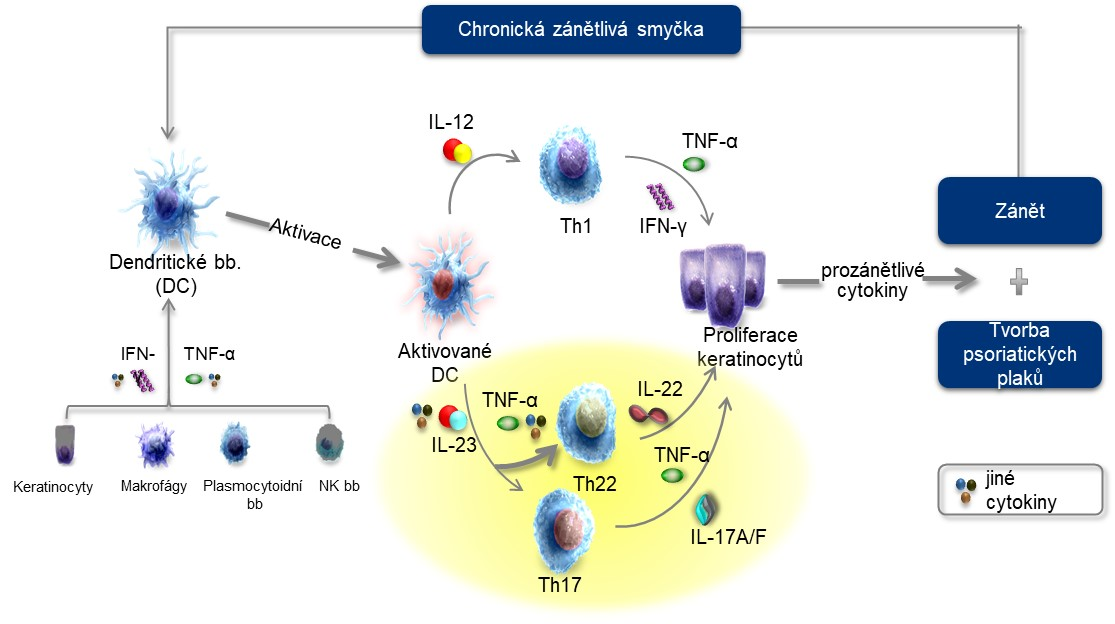 Chronická zánětlivá smyčka
IL-12
TNF-α
Th1
IFN-γ
Zánět
Aktivace
Dendritické bb.
(DC)
prozánětlivé
cytokiny
Proliferace
keratinocytů
Tvorba
psoriatických
plaků
Aktivované
DC
IFN-
TNF-α
TNF-α
IL-22
IL-23
TNF-α
Th22
Keratinocyty
Makrofágy
Plasmocytoidní
bb
NK bb
jiné
cytokiny
IL-17A/F
Th17